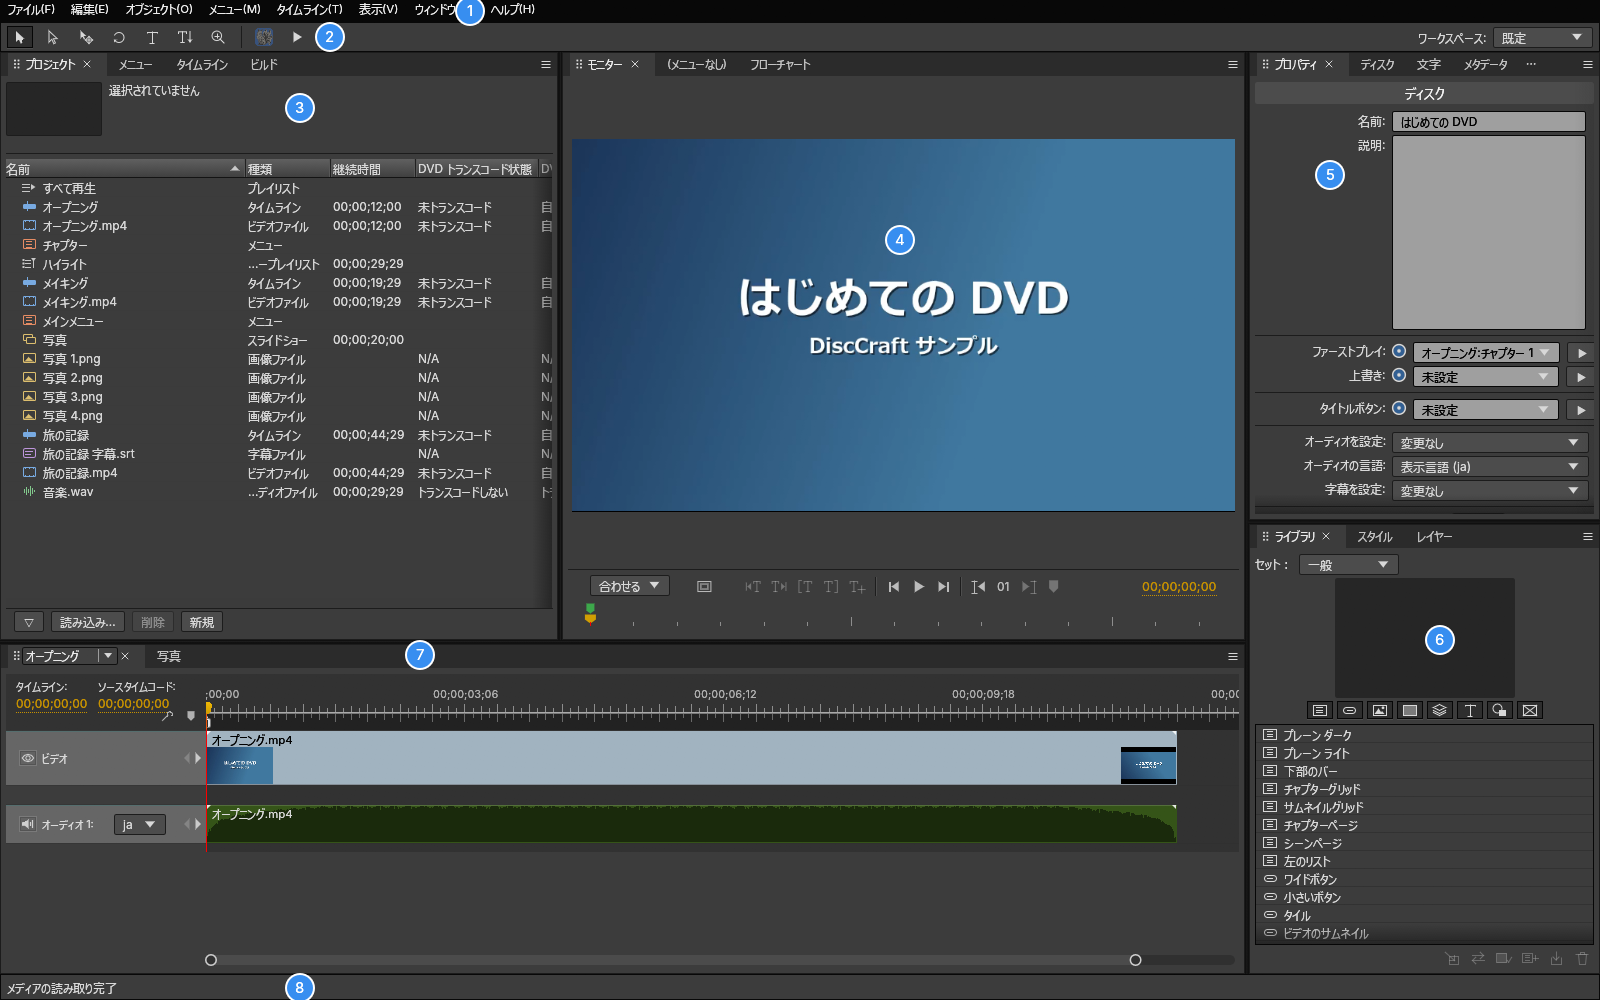 ファイル(F) 編集(E) オブジェクト(O) メニュー(M) タイムライン(T) 表示(V) ウィンドウ 1 ヘルプ(H)
2 ワークスペース: 既定
プロジェクト メニュー タイムライン ビルド
選択されていません
3
名前 種類 継続時間 DVD トランスコード状態
すべて再生 プレイリスト
オープニング タイムライン 00;00;12;00 未トランスコード 自
オープニング.mp4 ビデオファイル 00;00;12;00 未トランスコード 自
チャプター メニュー
ハイライト ...ープレイリスト 00;00;29;29
メイキング タイムライン 00;00;19;29 未トランスコード 自
メイキング.mp4 ビデオファイル 00;00;19;29 未トランスコード 自
メインメニュー メニュー
写真 スライドショー 00;00;20;00
写真 1.png 画像ファイル N/A N/
写真 2.png 画像ファイル N/A N/
写真 3.png 画像ファイル N/A N/
写真 4.png 画像ファイル N/A N/
旅の記録 タイムライン 00;00;44;29 未トランスコード 自
旅の記録 字幕.srt 字幕ファイル N/A N/
旅の記録.mp4 ビデオファイル 00;00;44;29 未トランスコード 自
音楽.wav ...ディオファイル 00;00;29;29 トランスコードしない ト
読み込み... 削除 新規
モニター (メニューなし) フローチャート
4
はじめての DVD
DiscCraft サンプル
合わせる 01 00;00;00;00
プロパティ ディスク 文字 メタデータ ...
ディスク
名前: はじめての DVD
説明:
5
ファーストプレイ: オープニング:チャプター 1
上書き: 未設定
タイトルボタン: 未設定
オーディオを設定: 変更なし
オーディオの言語: 表示言語 (ja)
字幕を設定: 変更なし
ライブラリ スタイル レイヤー
セット: 一般
6
プレーン ダーク
プレーン ライト
下部のバー
チャプターグリッド
サムネイルグリッド
チャプターページ
シーンページ
左のリスト
ワイドボタン
小さいボタン
タイル
ビデオのサムネイル
オープニング 写真 7
タイムライン: ソースタイムコード:
00;00;00;00 00;00;00;00
;00;00 00;00;03;06 00;00;06;12 00;00;09;18 00;0
ビデオ オープニング.mp4
オーディオ 1: ja オープニング.mp4
メディアの読み取り完了 8